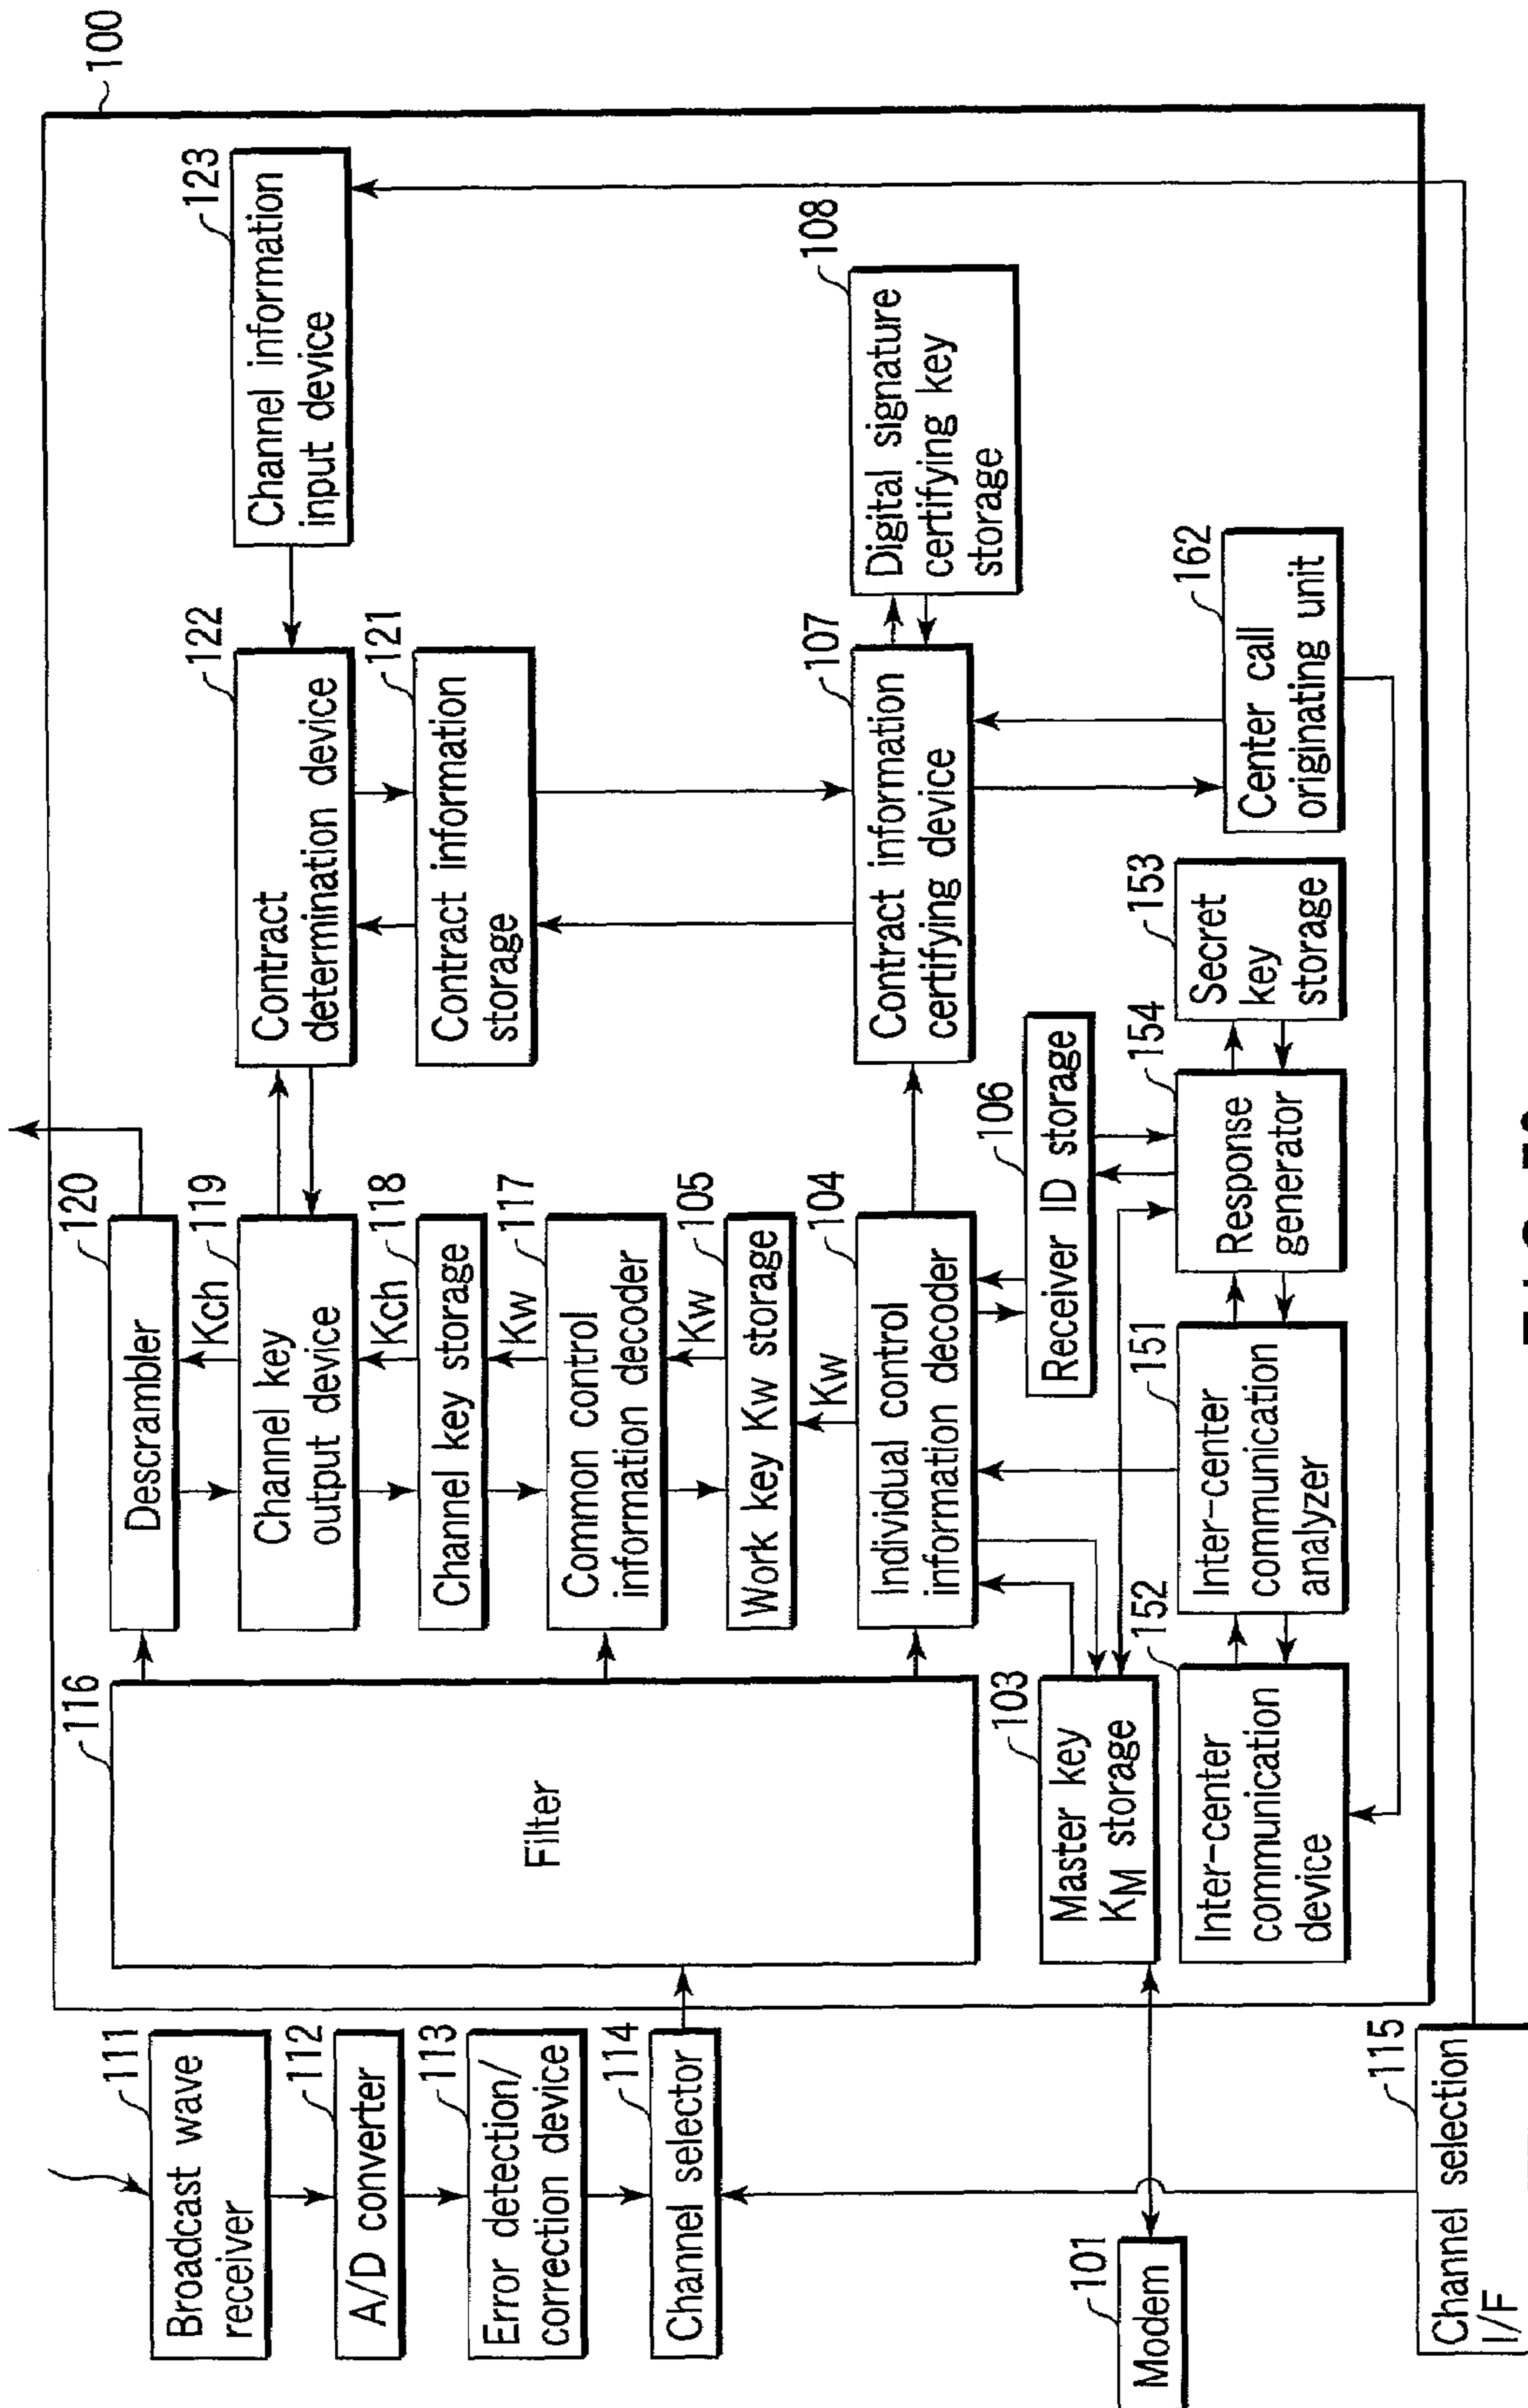 100
111
Broadcast wave
receiver
112
A/D converter
113
Error detection/
correction device
114
Channel selector
101
Modem
115
Channel selection
I/F
116
Filter
103
Master key
KM storage
152
Inter-center
communication
device
120
Descrambler
Kch
119
Channel key
output device
Kch
118
Channel key storage
Kw
117
Common control
information decoder
Kw
105
Work key Kw storage
Kw
104
Individual control
information decoder
106
Receiver ID storage
151
Inter-center
communication
analyzer
154
Response
generator
153
Secret
key
storage
122
Contract
determination device
121
Contract information
storage
107
Contract information
certifying device
162
Center call
originating unit
123
Channel information
input device
108
Digital signature
certifying key
storage